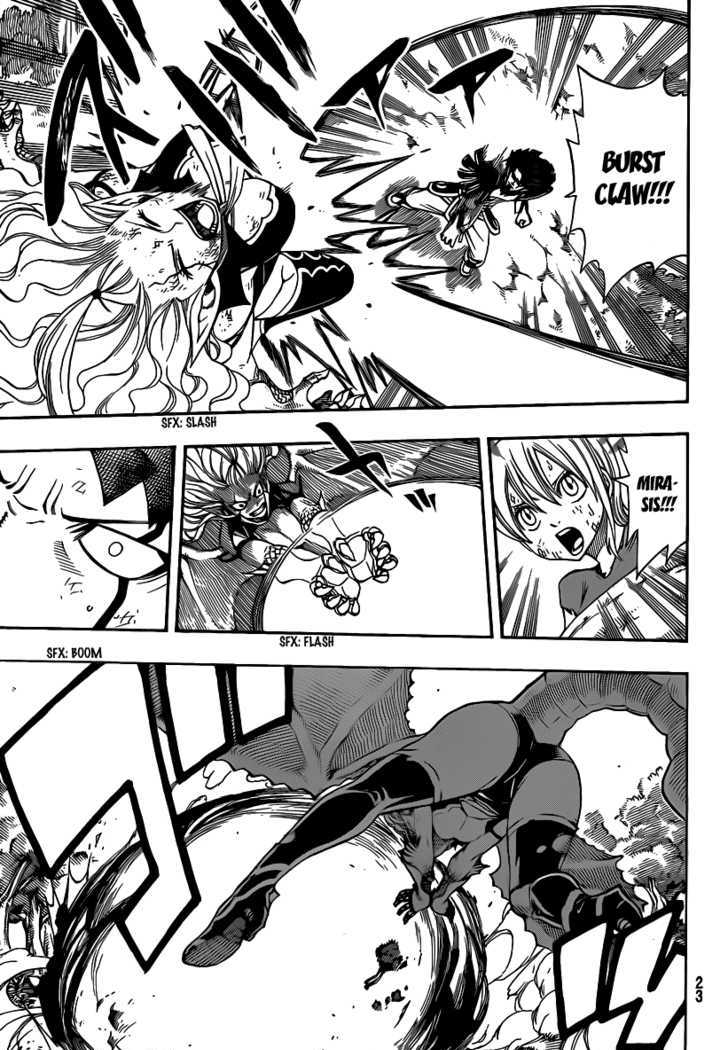 BURST
CLAW!!!
SFX: SLASH
MIRA-
SIS!!!
SFX: FLASH
SFX: BOOM
23